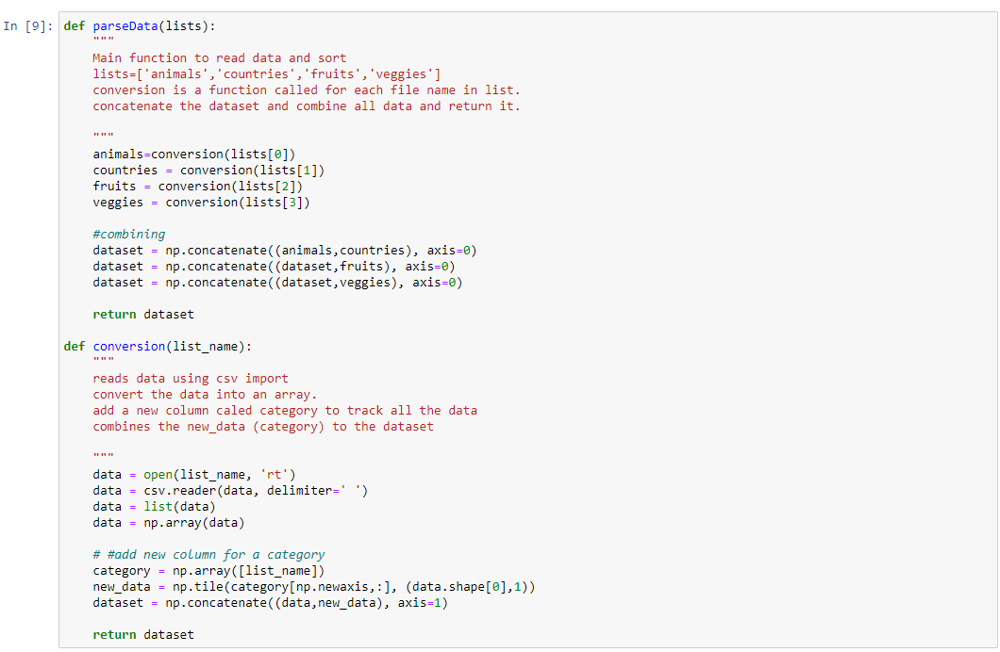 In [9]: def parseData(lists):
    """
    Main function to read data and sort
    lists=['animals','countries','fruits','veggies']
    conversion is a function called for each file name in list.
    concatenate the dataset and combine all data and return it.
    """
    animals=conversion(lists[0])
    countries = conversion(lists[1])
    fruits = conversion(lists[2])
    veggies = conversion(lists[3])
    #combining
    dataset = np.concatenate((animals,countries), axis=0)
    dataset = np.concatenate((dataset,fruits), axis=0)
    dataset = np.concatenate((dataset,veggies), axis=0)
    return dataset
def conversion(list_name):
    """
    reads data using csv import
    convert the data into an array.
    add a new column caled category to track all the data
    combines the new_data (category) to the dataset
    """
    data = open(list_name, 'rt')
    data = csv.reader(data, delimiter=' ')
    data = list(data)
    data = np.array(data)
    # #add new column for a category
    category = np.array([list_name])
    new_data = np.tile(category[np.newaxis,:], (data.shape[0],1))
    dataset = np.concatenate((data,new_data), axis=1)
    return dataset